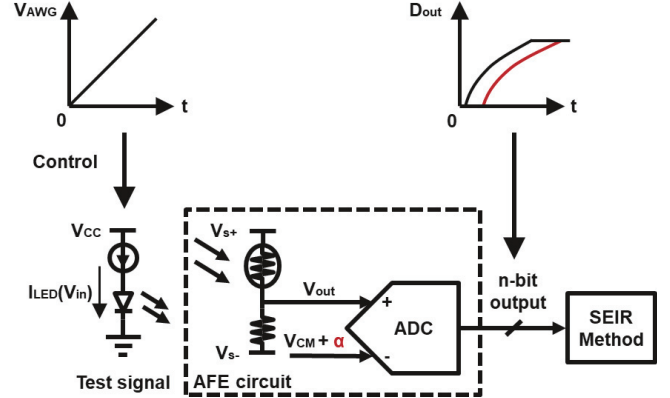 VAWG
t
0
Control
Dout
t
0
VCC
ILED(Vin)
Test signal
Vs+
Vout
Vs-
VCM + α
+
-
ADC
AFE circuit
n-bit
output
SEIR
Method